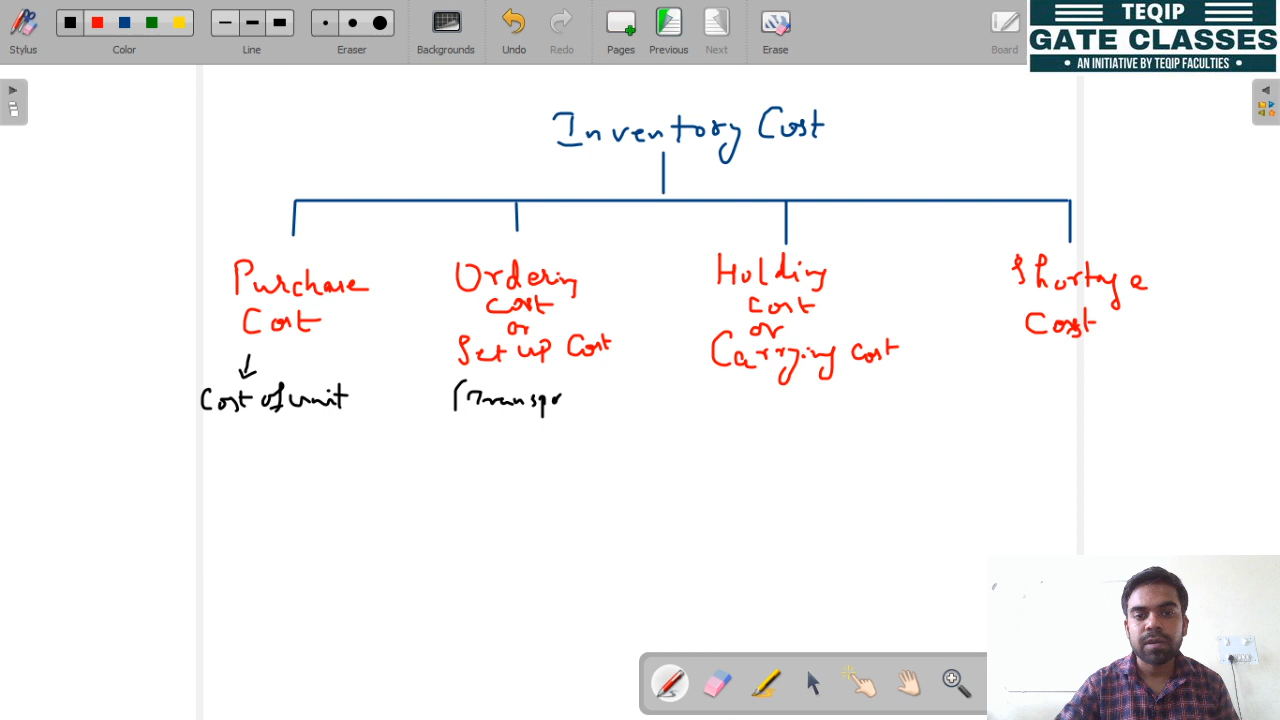 Stylus
Color
Line
Eraser
Backgrounds
Undo
Redo
Pages
Previous
Next
Erase
Board
TEQIP
GATE CLASSES
• AN INITIATIVE BY TEQIP FACULTIES •
Inventory Cost
Purchase
Cost
Ordering
Cost
or
Set up Cost
Holding
Cost
or
Carrying Cost
Shortage
Cost
Cost of unit
(Transpo